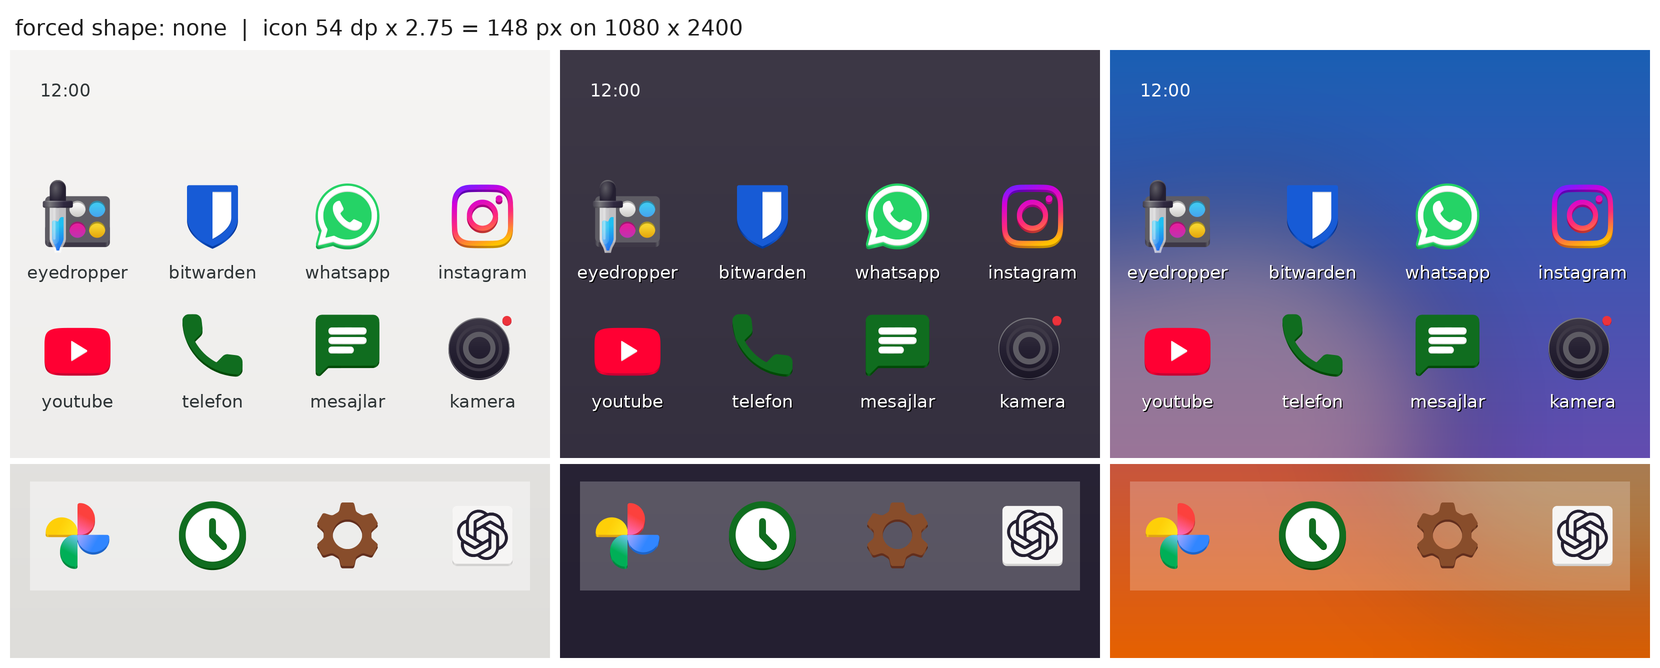 forced shape: none | icon 54 dp x 2.75 = 148 px on 1080 x 2400
12:00 12:00 12:00
eyedropper bitwarden whatsapp instagram eyedropper bitwarden whatsapp instagram eyedropper bitwarden whatsapp instagram
youtube telefon mesajlar kamera youtube telefon mesajlar kamera youtube telefon mesajlar kamera